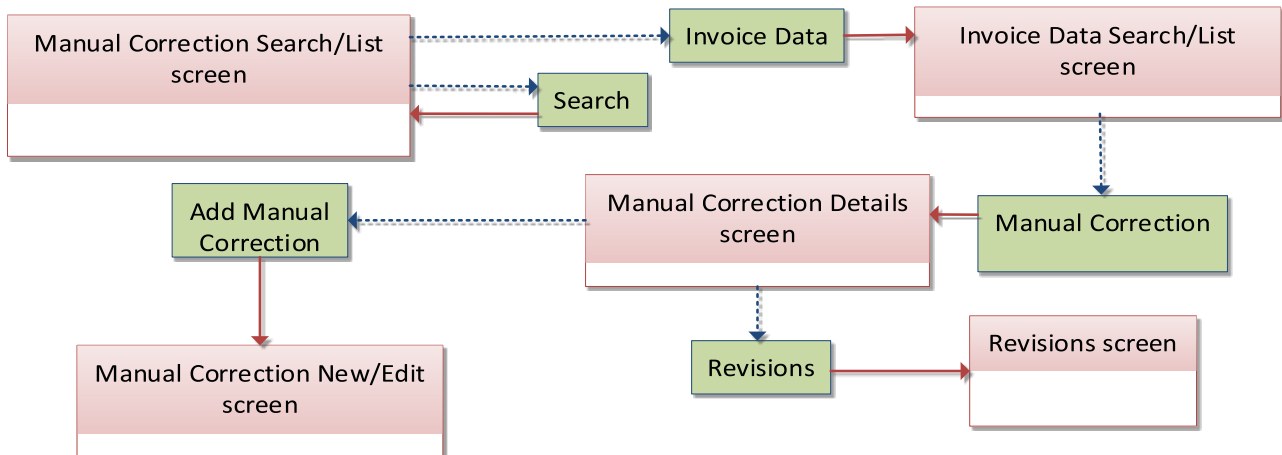 Manual Correction Search/List
screen
Invoice Data
Invoice Data Search/List
screen
Search
Add Manual
Correction
Manual Correction Details
screen
Manual Correction
Manual Correction New/Edit
screen
Revisions
Revisions screen